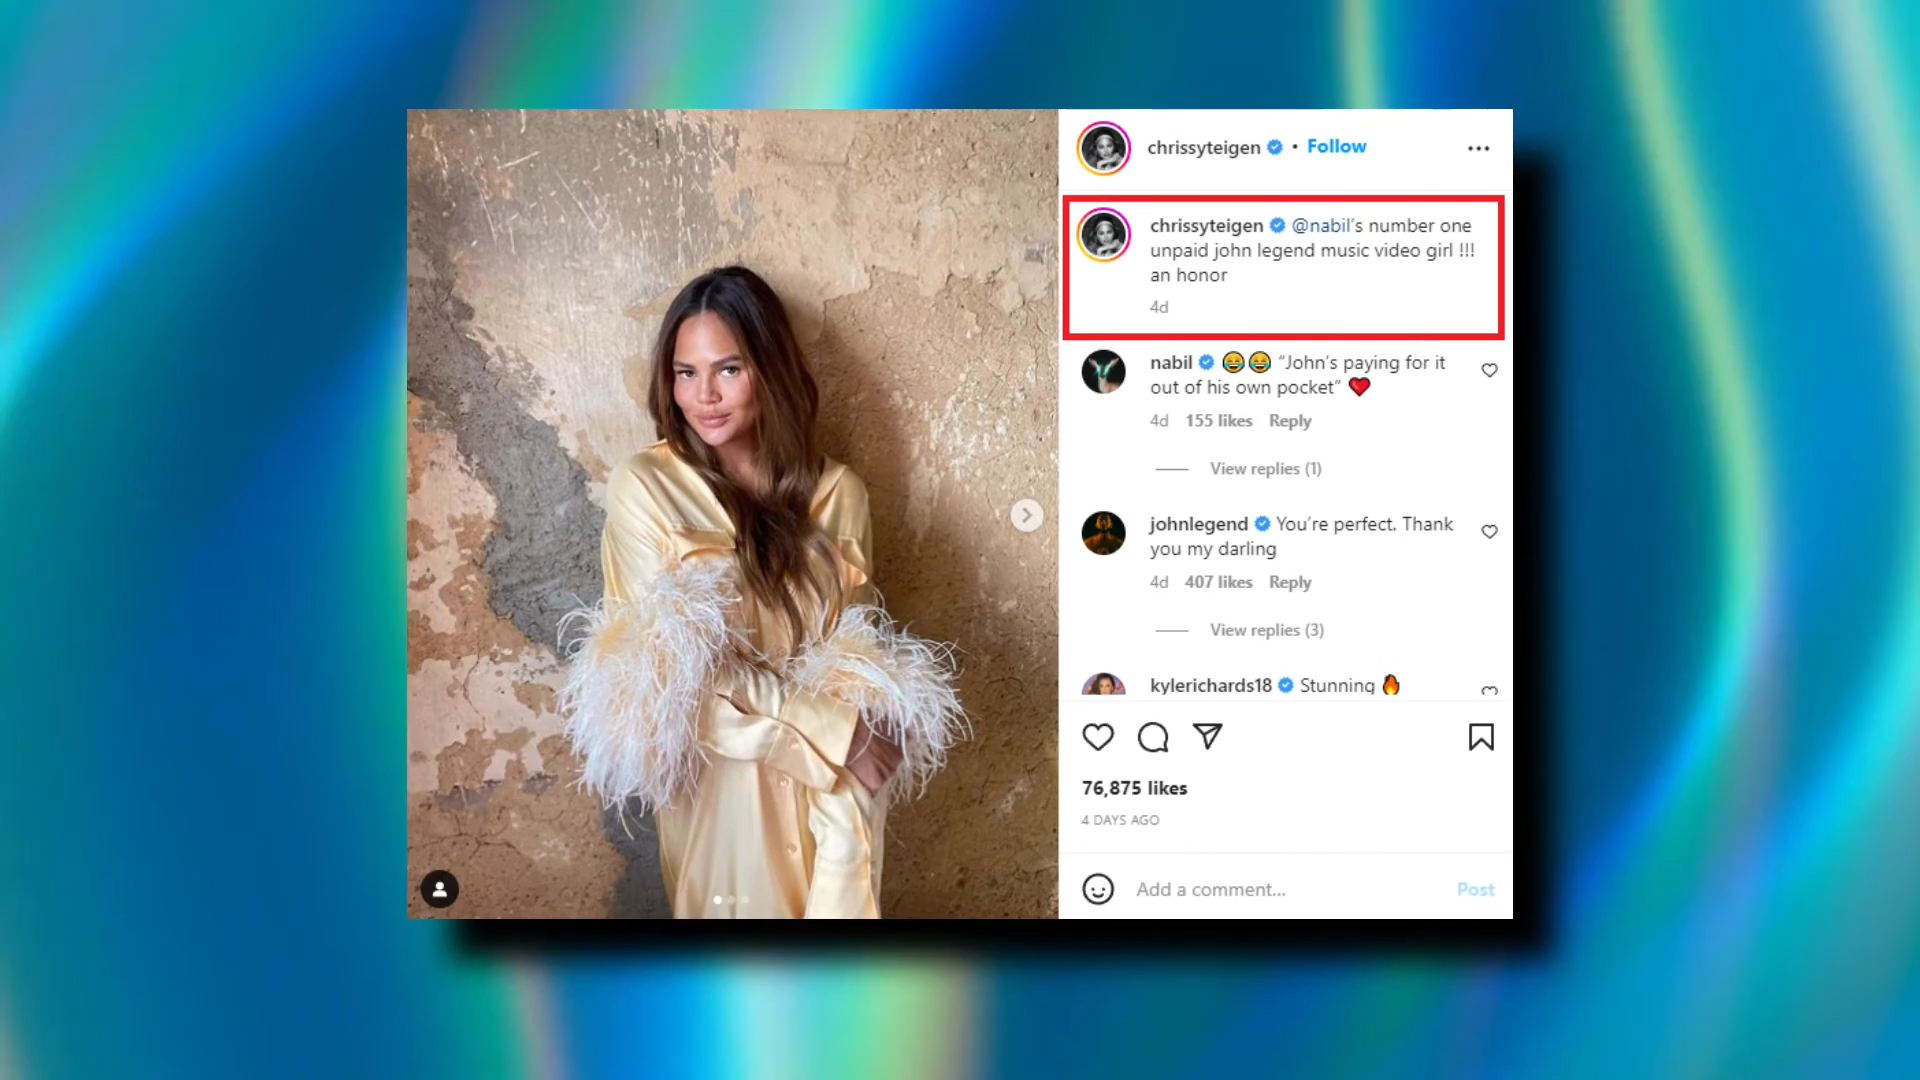 chrissyteigen • Follow
chrissyteigen @nabil's number one
unpaid john legend music video girl !!!
an honor
4d
nabil 😂😂 “John's paying for it
out of his own pocket” ❤️
4d 155 likes Reply
View replies (1)
johnlegend You're perfect. Thank
you my darling
4d 407 likes Reply
View replies (3)
kylerichards18 Stunning 🔥
76,875 likes
4 DAYS AGO
Add a comment... Post